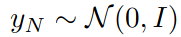 y_N ∼ 𝒩(0, I)